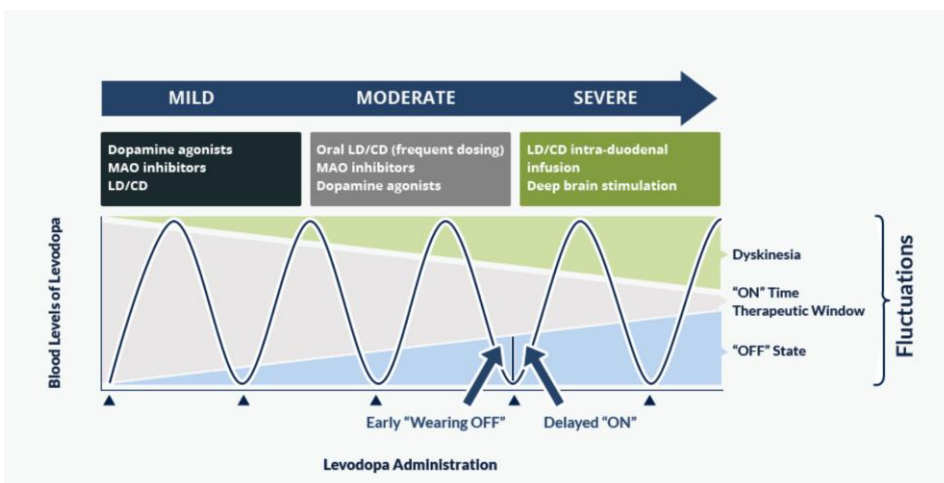 MILD
MODERATE
SEVERE
Dopamine agonists
MAO inhibitors
LD/CD
Oral LD/CD (frequent dosing)
MAO inhibitors
Dopamine agonists
LD/CD intra-duodenal
infusion
Deep brain stimulation
Blood Levels of Levodopa
Dyskinesia
“ON” Time
Therapeutic Window
“OFF” State
Fluctuations
Early “Wearing OFF”
Delayed “ON”
Levodopa Administration